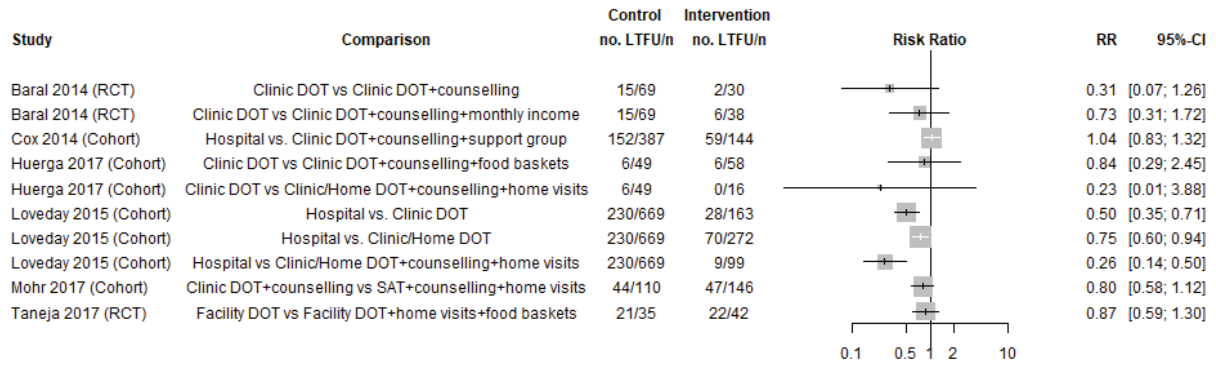 Control Intervention
Study Comparison no. LTFU/n no. LTFU/n Risk Ratio RR 95%-CI
Baral 2014 (RCT) Clinic DOT vs Clinic DOT+counselling 15/69 2/30 0.31 [0.07; 1.26]
Baral 2014 (RCT) Clinic DOT vs Clinic DOT+counselling+monthly income 15/69 6/38 0.73 [0.31; 1.72]
Cox 2014 (Cohort) Hospital vs. Clinic DOT+counselling+support group 152/387 59/144 1.04 [0.83; 1.32]
Huerga 2017 (Cohort) Clinic DOT vs Clinic DOT+counselling+food baskets 6/49 6/58 0.84 [0.29; 2.45]
Huerga 2017 (Cohort) Clinic DOT vs Clinic/Home DOT+counselling+home visits 6/49 0/16 0.23 [0.01; 3.88]
Loveday 2015 (Cohort) Hospital vs. Clinic DOT 230/669 28/163 0.50 [0.35; 0.71]
Loveday 2015 (Cohort) Hospital vs. Clinic/Home DOT 230/669 70/272 0.75 [0.60; 0.94]
Loveday 2015 (Cohort) Hospital vs Clinic/Home DOT+counselling+home visits 230/669 9/99 0.26 [0.14; 0.50]
Mohr 2017 (Cohort) Clinic DOT+counselling vs SAT+counselling+home visits 44/110 47/146 0.80 [0.58; 1.12]
Taneja 2017 (RCT) Facility DOT vs Facility DOT+home visits+food baskets 21/35 22/42 0.87 [0.59; 1.30]
0.1 0.5 1 2 10